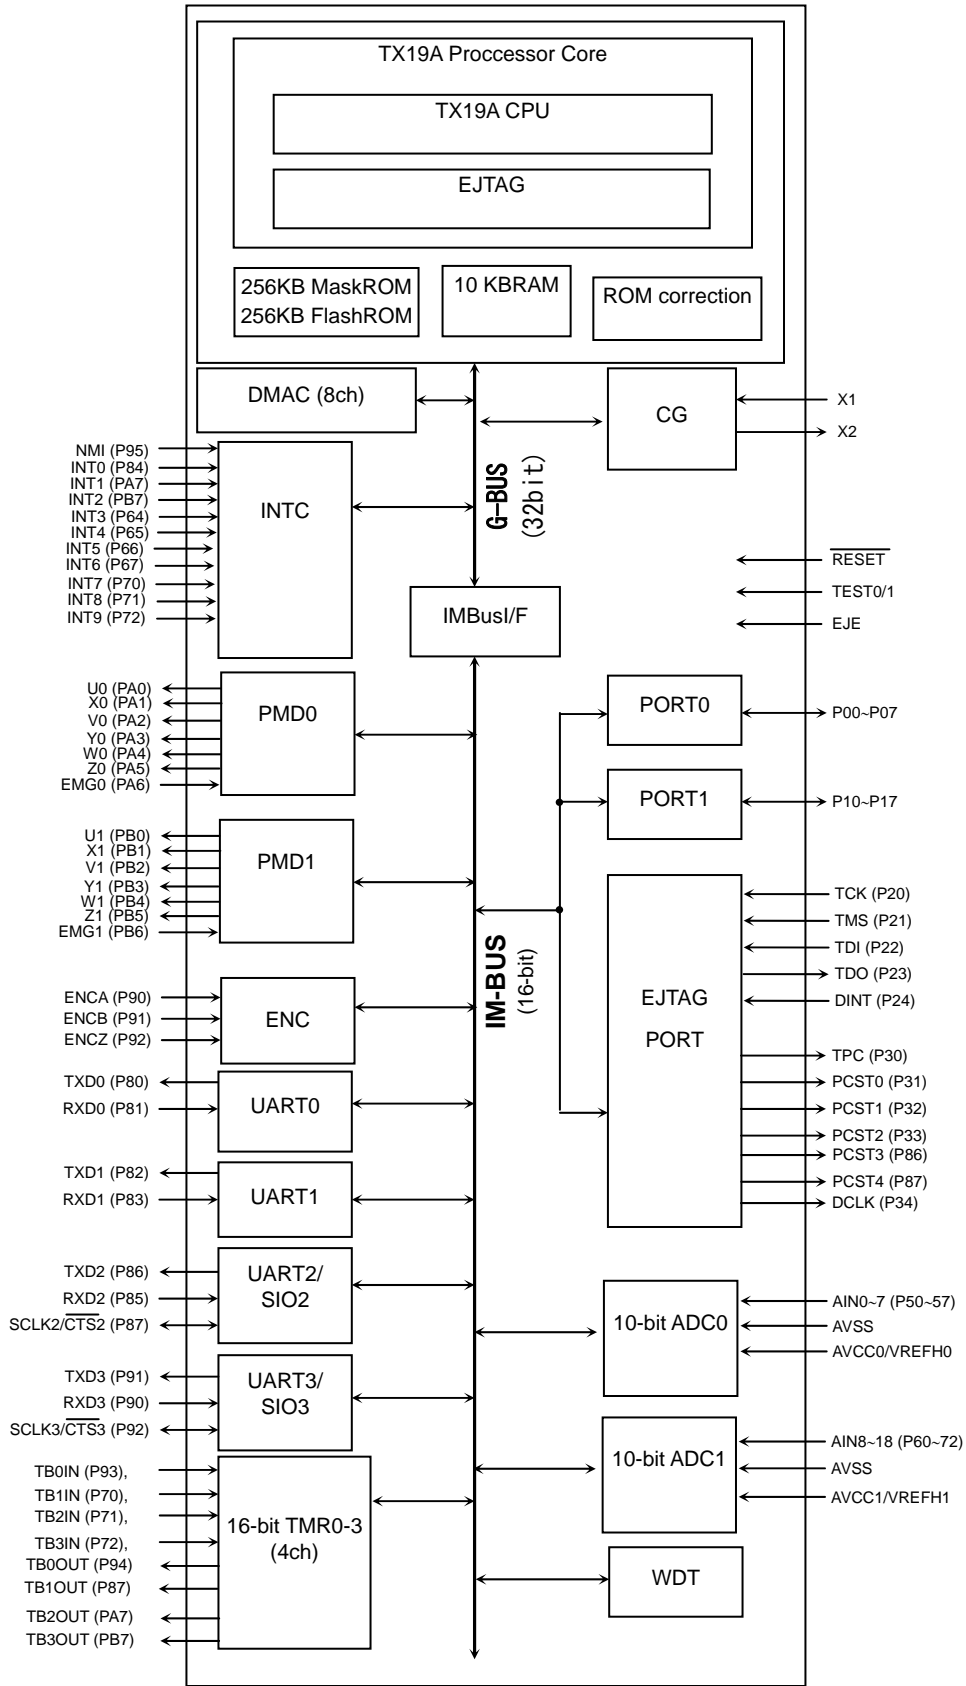 TX19A Proccessor Core
TX19A CPU
EJTAG
256KB MaskROM
256KB FlashROM
10 KBRAM
ROM correction
DMAC (8ch)
CG
X1
X2
NMI (P95)
INT0 (P84)
INT1 (PA7)
INT2 (PB7)
INT3 (P64)
INT4 (P65)
INT5 (P66)
INT6 (P67)
INT7 (P70)
INT8 (P71)
INT9 (P72)
INTC
G-BUS
(32bit)
RESET
TEST0/1
EJE
IMBusI/F
U0 (PA0)
X0 (PA1)
V0 (PA2)
Y0 (PA3)
W0 (PA4)
Z0 (PA5)
EMG0 (PA6)
PMD0
PORT0
P00~P07
PORT1
P10~P17
U1 (PB0)
X1 (PB1)
V1 (PB2)
Y1 (PB3)
W1 (PB4)
Z1 (PB5)
EMG1 (PB6)
PMD1
IM-BUS
(16-bit)
EJTAG
PORT
TCK (P20)
TMS (P21)
TDI (P22)
TDO (P23)
DINT (P24)
TPC (P30)
PCST0 (P31)
PCST1 (P32)
PCST2 (P33)
PCST3 (P86)
PCST4 (P87)
DCLK (P34)
ENCA (P90)
ENCB (P91)
ENCZ (P92)
ENC
TXD0 (P80)
RXD0 (P81)
UART0
TXD1 (P82)
RXD1 (P83)
UART1
TXD2 (P86)
RXD2 (P85)
SCLK2/CTS2 (P87)
UART2/
SIO2
10-bit ADC0
AIN0~7 (P50~57)
AVSS
AVCC0/VREFH0
TXD3 (P91)
RXD3 (P90)
SCLK3/CTS3 (P92)
UART3/
SIO3
10-bit ADC1
AIN8~18 (P60~72)
AVSS
AVCC1/VREFH1
TB0IN (P93),
TB1IN (P70),
TB2IN (P71),
TB3IN (P72),
TB0OUT (P94)
TB1OUT (P87)
TB2OUT (PA7)
TB3OUT (PB7)
16-bit TMR0-3
(4ch)
WDT